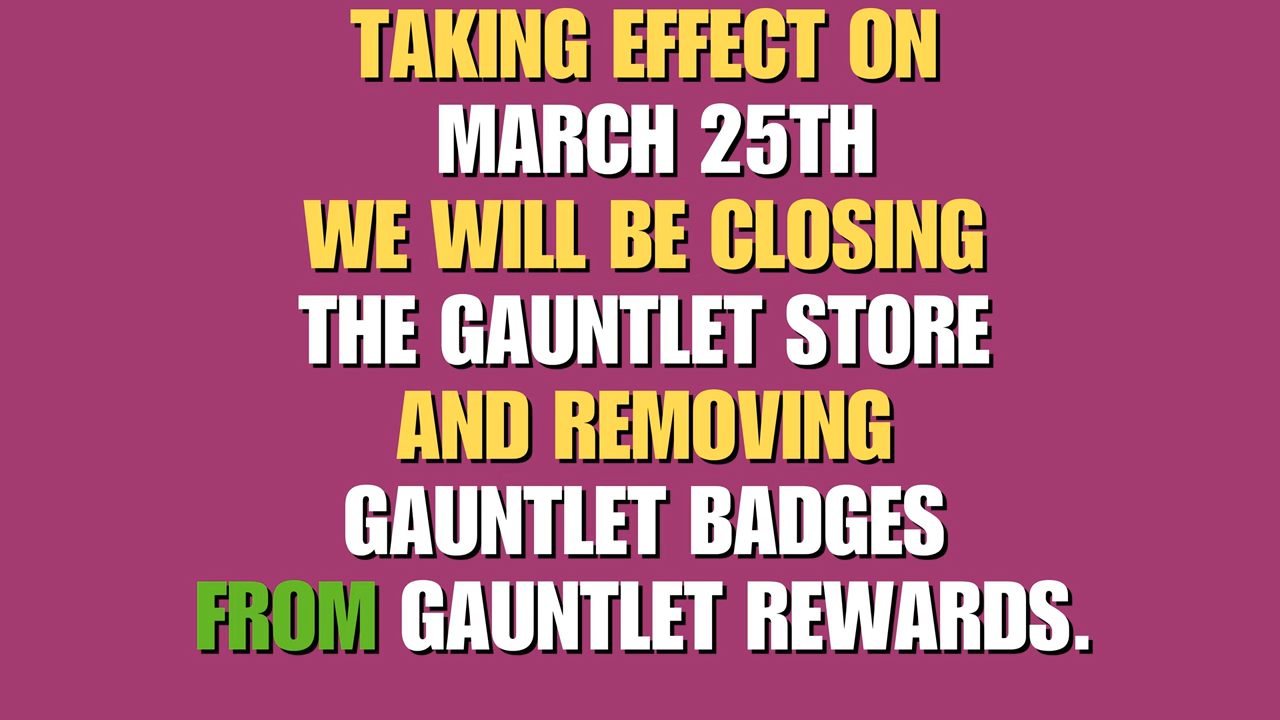 TAKING EFFECT ON
MARCH 25TH
WE WILL BE CLOSING
THE GAUNTLET STORE
AND REMOVING
GAUNTLET BADGES
FROM GAUNTLET REWARDS.